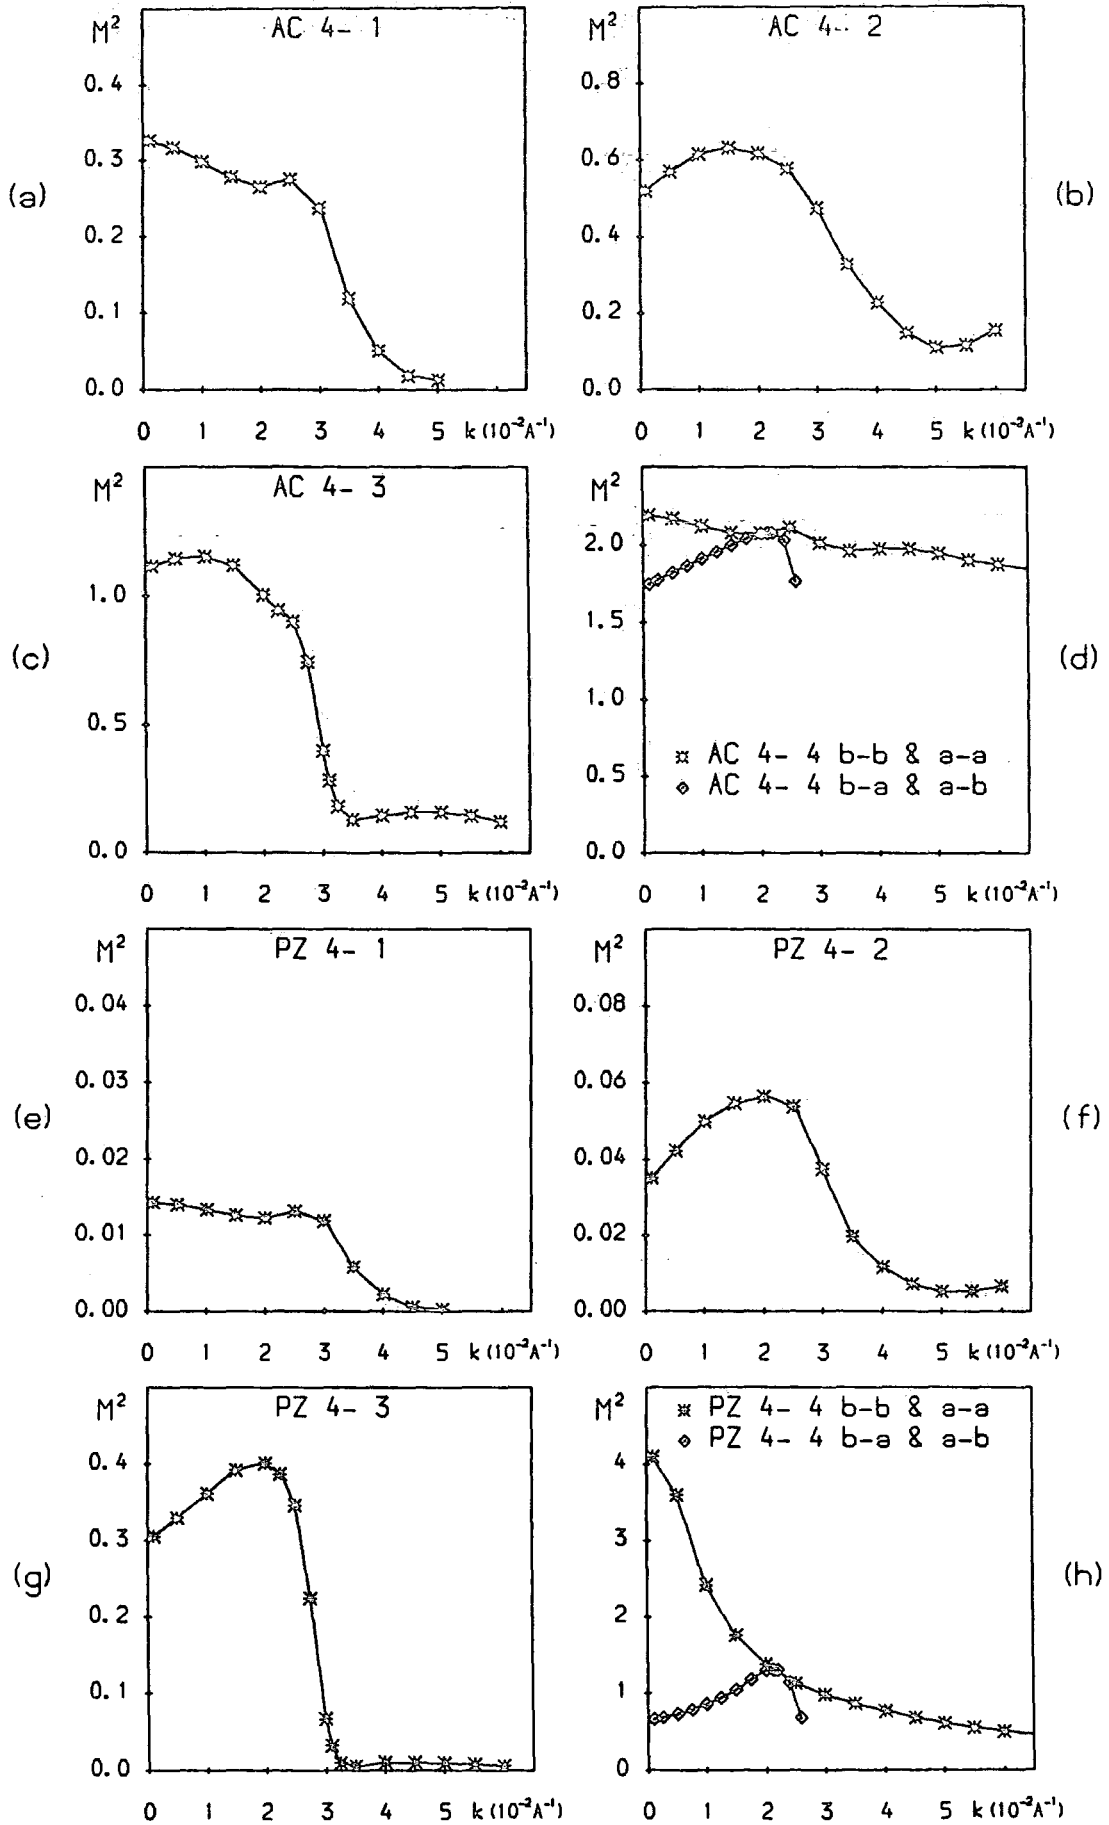 (a)
M²
AC 4- 1
0.4
0.3
0.2
0.1
0.0
0 1 2 3 4 5 k (10⁻²A⁻¹)
(b)
M²
AC 4- 2
0.8
0.6
0.4
0.2
0.0
0 1 2 3 4 5 k (10⁻²A⁻¹)
(c)
M²
AC 4- 3
1.0
0.5
0.0
0 1 2 3 4 5 k (10⁻²A⁻¹)
(d)
M²
2.0
1.5
1.0
0.5
0.0
AC 4- 4 b-b & a-a
AC 4- 4 b-a & a-b
0 1 2 3 4 5 k (10⁻²A⁻¹)
(e)
M²
PZ 4- 1
0.04
0.03
0.02
0.01
0.00
0 1 2 3 4 5 k (10⁻²A⁻¹)
(f)
M²
PZ 4- 2
0.08
0.06
0.04
0.02
0.00
0 1 2 3 4 5 k (10⁻²A⁻¹)
(g)
M²
PZ 4- 3
0.4
0.3
0.2
0.1
0.0
0 1 2 3 4 5 k (10⁻²A⁻¹)
(h)
M²
PZ 4- 4 b-b & a-a
PZ 4- 4 b-a & a-b
4
3
2
1
0
0 1 2 3 4 5 k (10⁻²A⁻¹)